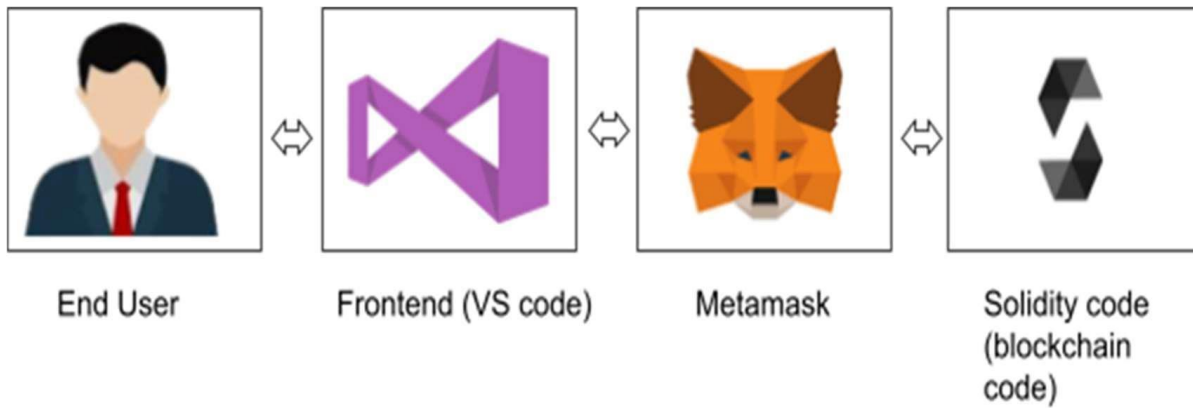 End User
Frontend (VS code)
Metamask
Solidity code
(blockchain
code)